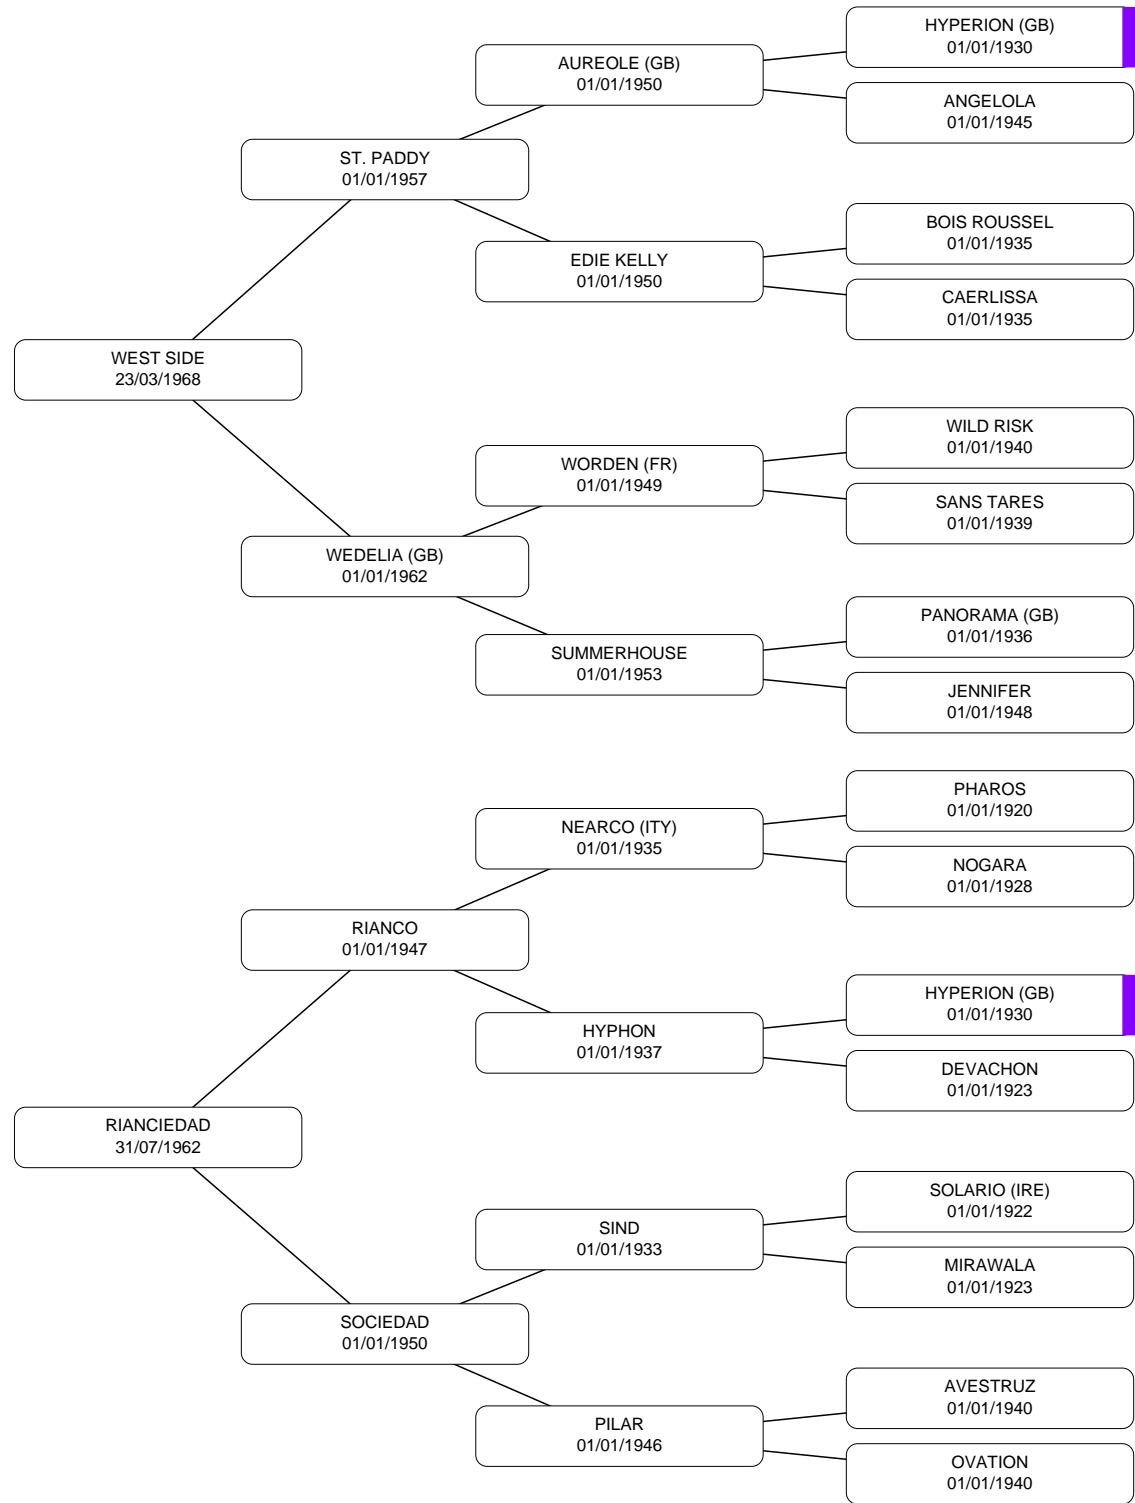 HYPERION (GB)
01/01/1930
AUREOLE (GB)
01/01/1950
ANGELOLA
01/01/1945
ST. PADDY
01/01/1957
BOIS ROUSSEL
01/01/1935
EDIE KELLY
01/01/1950
CAERLISSA
01/01/1935
WEST SIDE
23/03/1968
WILD RISK
01/01/1940
WORDEN (FR)
01/01/1949
SANS TARES
01/01/1939
WEDELIA (GB)
01/01/1962
PANORAMA (GB)
01/01/1936
SUMMERHOUSE
01/01/1953
JENNIFER
01/01/1948
PHAROS
01/01/1920
NEARCO (ITY)
01/01/1935
NOGARA
01/01/1928
RIANCO
01/01/1947
HYPERION (GB)
01/01/1930
HYPHON
01/01/1937
DEVACHON
01/01/1923
RIANCIEDAD
31/07/1962
SOLARIO (IRE)
01/01/1922
SIND
01/01/1933
MIRAWALA
01/01/1923
SOCIEDAD
01/01/1950
AVESTRUZ
01/01/1940
PILAR
01/01/1946
OVATION
01/01/1940